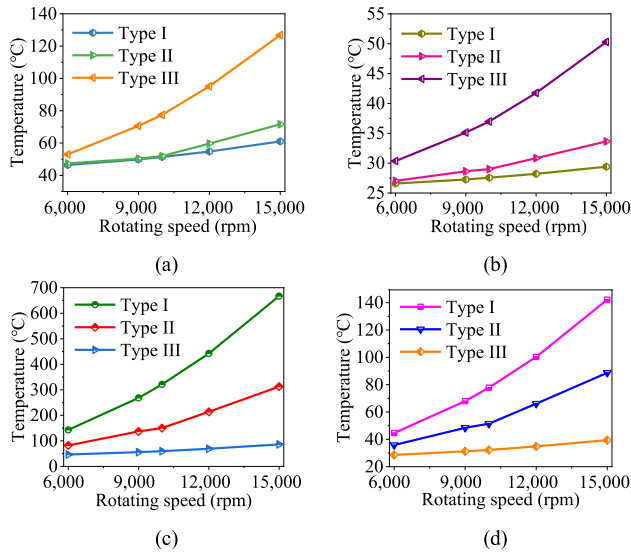 (a)
Temperature (℃)
140
120
100
80
60
40
Type I
Type II
Type III
6,000 9,000 12,000 15,000
Rotating speed (rpm)
(b)
Temperature (℃)
55
50
45
40
35
30
25
Type I
Type II
Type III
6,000 9,000 12,000 15,000
Rotating speed (rpm)
(c)
Temperature (℃)
700
600
500
400
300
200
100
0
Type I
Type II
Type III
6,000 9,000 12,000 15,000
Rotating speed (rpm)
(d)
Temperature (℃)
140
120
100
80
60
40
20
Type I
Type II
Type III
6,000 9,000 12,000 15,000
Rotating speed (rpm)